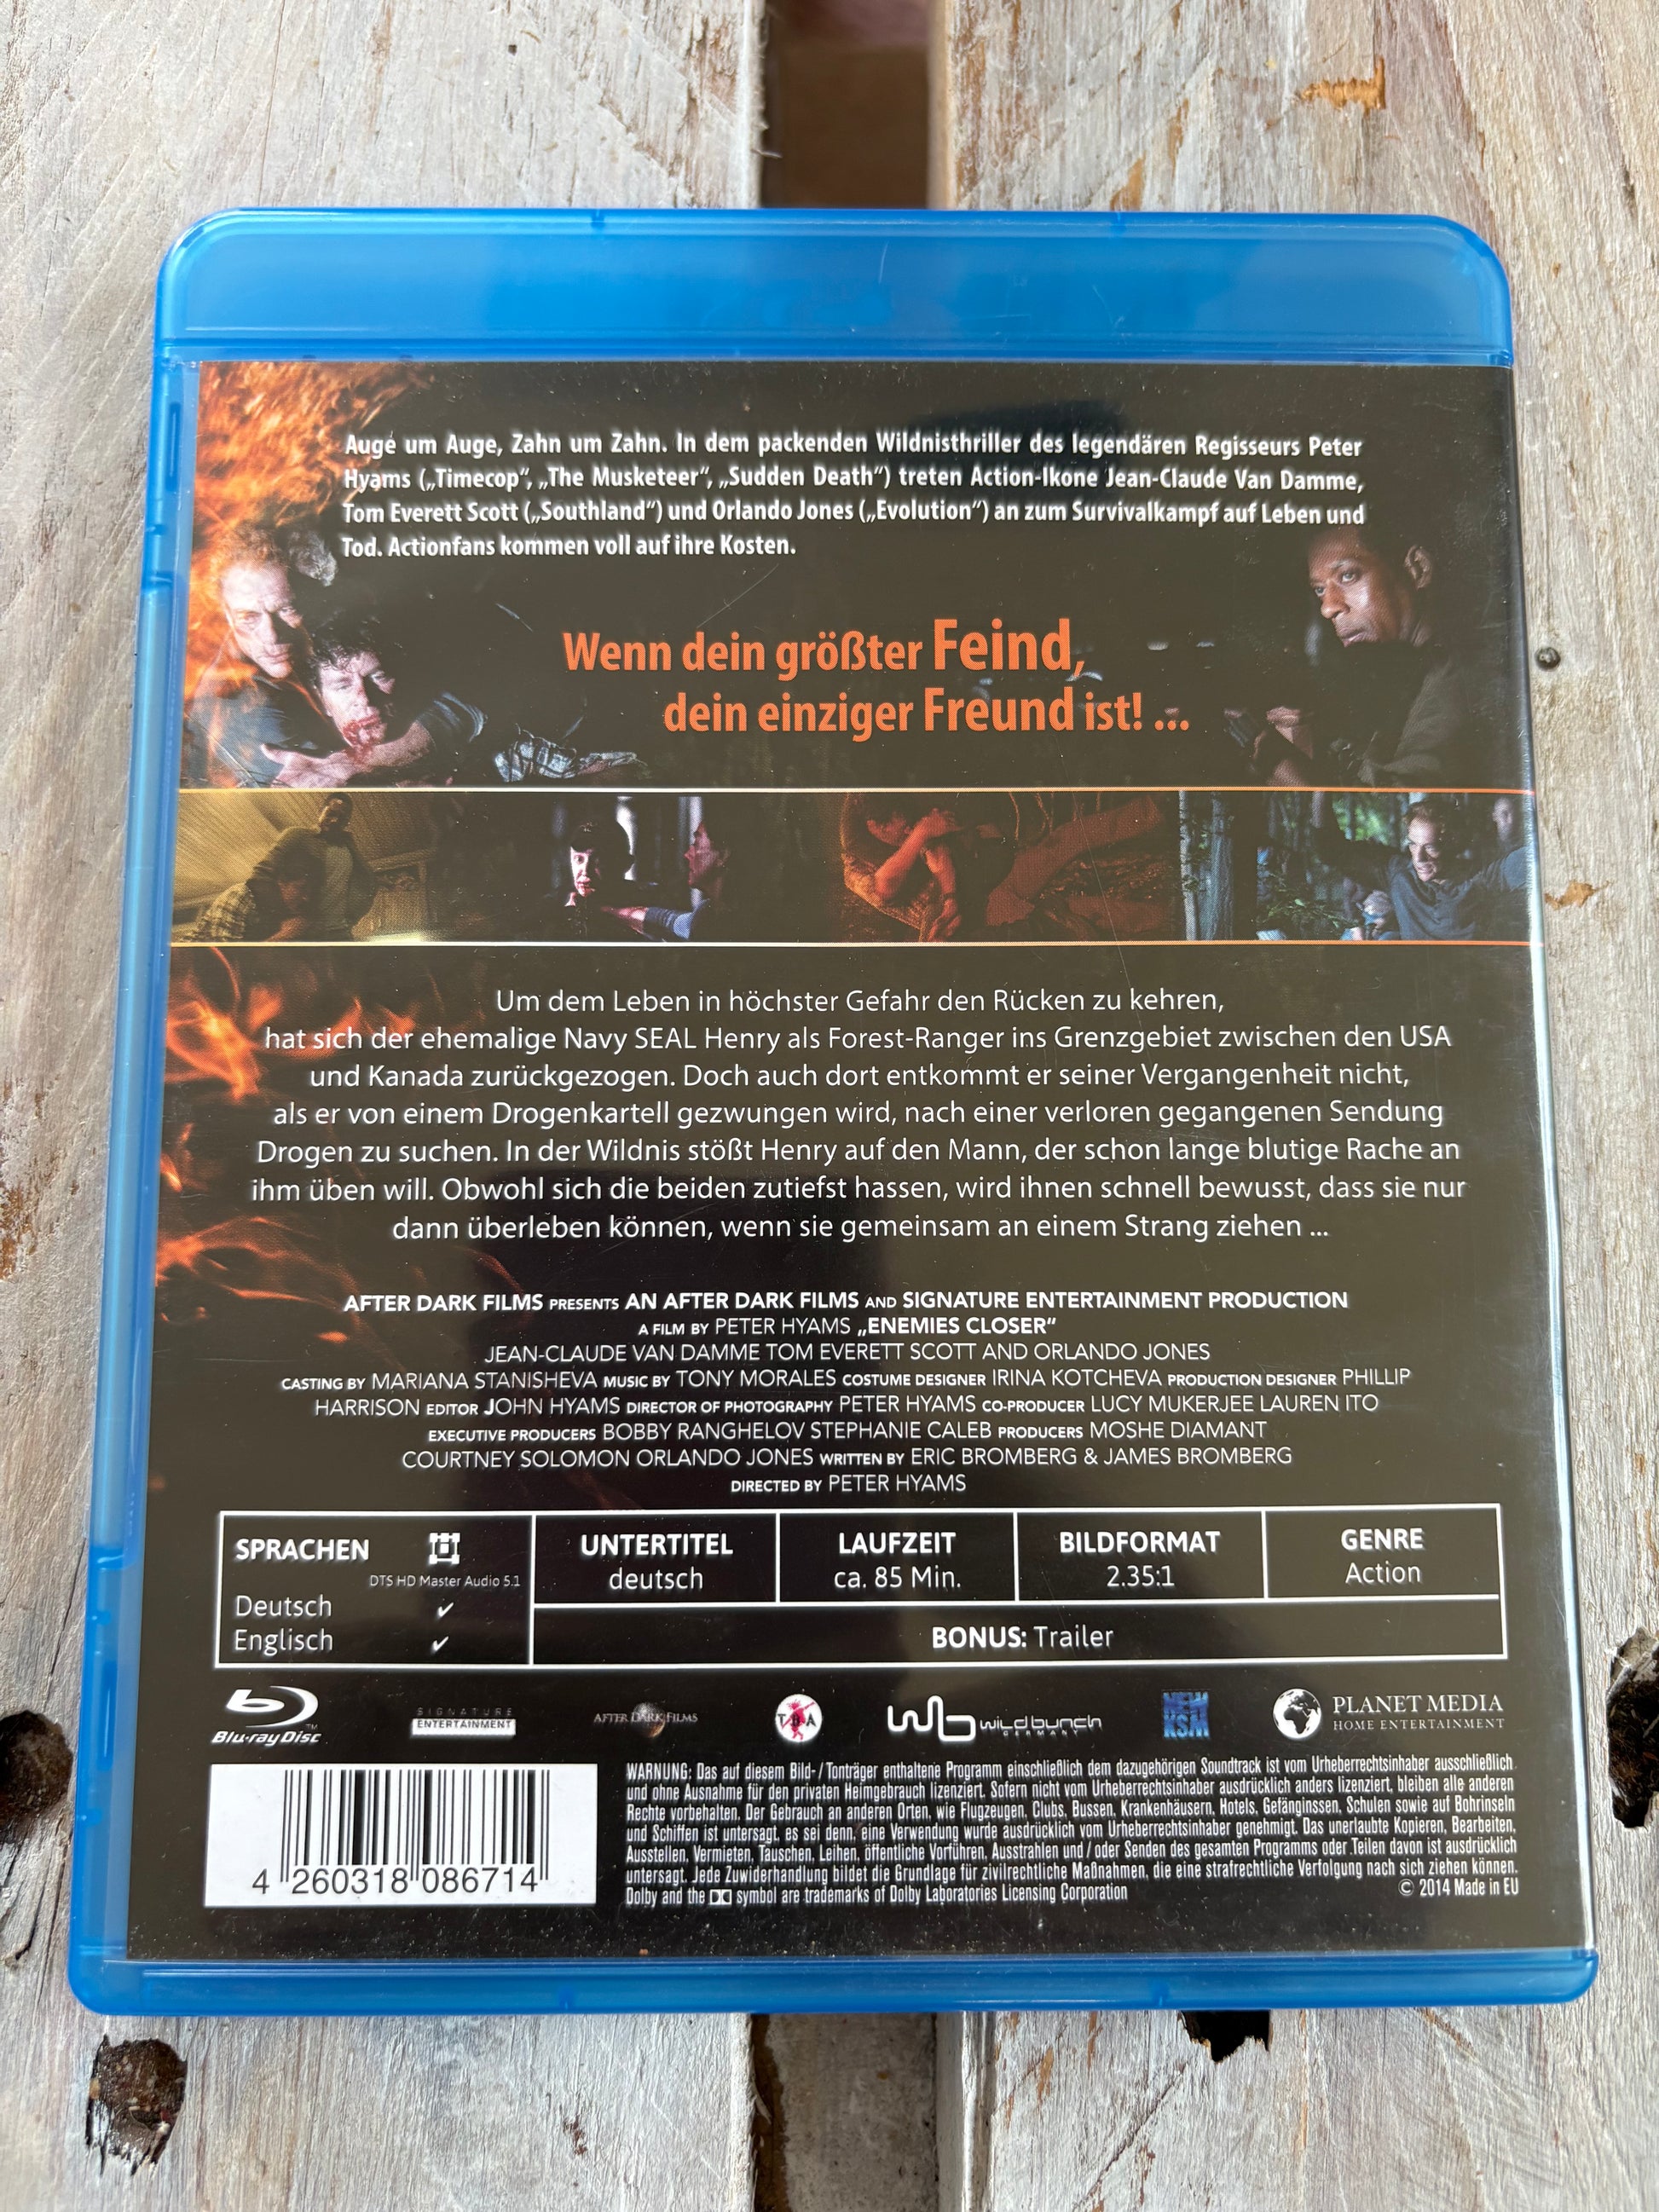 Auge um Auge, Zahn um Zahn. In dem packenden Wildnisthriller des legendären Regisseurs Peter
Hyams („Timecop“, „The Musketeer“, „Sudden Death“) treten Action-Ikone Jean-Claude Van Damme,
Tom Everett Scott („Southland“) und Orlando Jones („Evolution“) an zum Survivalkampf auf Leben und
Tod. Actionfans kommen voll auf ihre Kosten.
Wenn dein größter Feind,
dein einziger Freund ist! ...
Um dem Leben in höchster Gefahr den Rücken zu kehren,
hat sich der ehemalige Navy SEAL Henry als Forest-Ranger ins Grenzgebiet zwischen den USA
und Kanada zurückgezogen. Doch auch dort entkommt er seiner Vergangenheit nicht,
als er von einem Drogenkartell gezwungen wird, nach einer verloren gegangenen Sendung
Drogen zu suchen. In der Wildnis stößt Henry auf den Mann, der schon lange blutige Rache an
ihm üben will. Obwohl sich die beiden zutiefst hassen, wird ihnen schnell bewusst, dass sie nur
dann überleben können, wenn sie gemeinsam an einem Strang ziehen ...
AFTER DARK FILMS PRESENTS AN AFTER DARK FILMS AND SIGNATURE ENTERTAINMENT PRODUCTION
A FILM BY PETER HYAMS „ENEMIES CLOSER“
JEAN-CLAUDE VAN DAMME TOM EVERETT SCOTT AND ORLANDO JONES
CASTING BY MARIANA STANISHEVA MUSIC BY TONY MORALES COSTUME DESIGNER IRINA KOTCHEVA PRODUCTION DESIGNER PHILLIP
HARRISON EDITOR JOHN HYAMS DIRECTOR OF PHOTOGRAPHY PETER HYAMS CO-PRODUCER LUCY MUKERJEE LAUREN ITO
EXECUTIVE PRODUCERS BOBBY RANGHELOV STEPHANIE CALEB PRODUCERS MOSHE DIAMANT
COURTNEY SOLOMON ORLANDO JONES WRITTEN BY ERIC BROMBERG & JAMES BROMBERG
DIRECTED BY PETER HYAMS
SPRACHEN
DTS HD Master Audio 5.1
Deutsch ✓
Englisch ✓
UNTERTITEL
deutsch
LAUFZEIT
ca. 85 Min.
BILDFORMAT
2.35:1
GENRE
Action
BONUS: Trailer
Blu-ray Disc™
SIGNATURE
ENTERTAINMENT
AFTER DARK FILMS
TBA
wb wild bunch
GERMANY
NEW
KSM
PLANET MEDIA
HOME ENTERTAINMENT
4 260318 086714
WARNUNG: Das auf diesem Bild- / Tonträger enthaltene Programm einschließlich dem dazugehörigen Soundtrack ist vom Urheberrechtsinhaber ausschließlich
und ohne Ausnahme für den privaten Heimgebrauch lizenziert. Sofern nicht vom Urheberrechtsinhaber ausdrücklich anders lizenziert, bleiben alle anderen
Rechte vorbehalten. Der Gebrauch an anderen Orten, wie Flugzeugen, Clubs, Bussen, Krankenhäusern, Hotels, Gefänginssen, Schulen sowie auf Bohrinseln
und Schiffen ist untersagt, es sei denn, eine Verwendung wurde ausdrücklich vom Urheberrechtsinhaber genehmigt. Das unerlaubte Kopieren, Bearbeiten,
Ausstellen, Vermieten, Tauschen, Leihen, öffentliche Vorführen, Ausstrahlen und / oder Senden des gesamten Programms oder Teilen davon ist ausdrücklich
untersagt. Jede Zuwiderhandlung bildet die Grundlage für zivilrechtliche Maßnahmen, die eine strafrechtliche Verfolgung nach sich ziehen können.
Dolby and the symbol are trademarks of Dolby Laboratories Licensing Corporation
© 2014 Made in EU